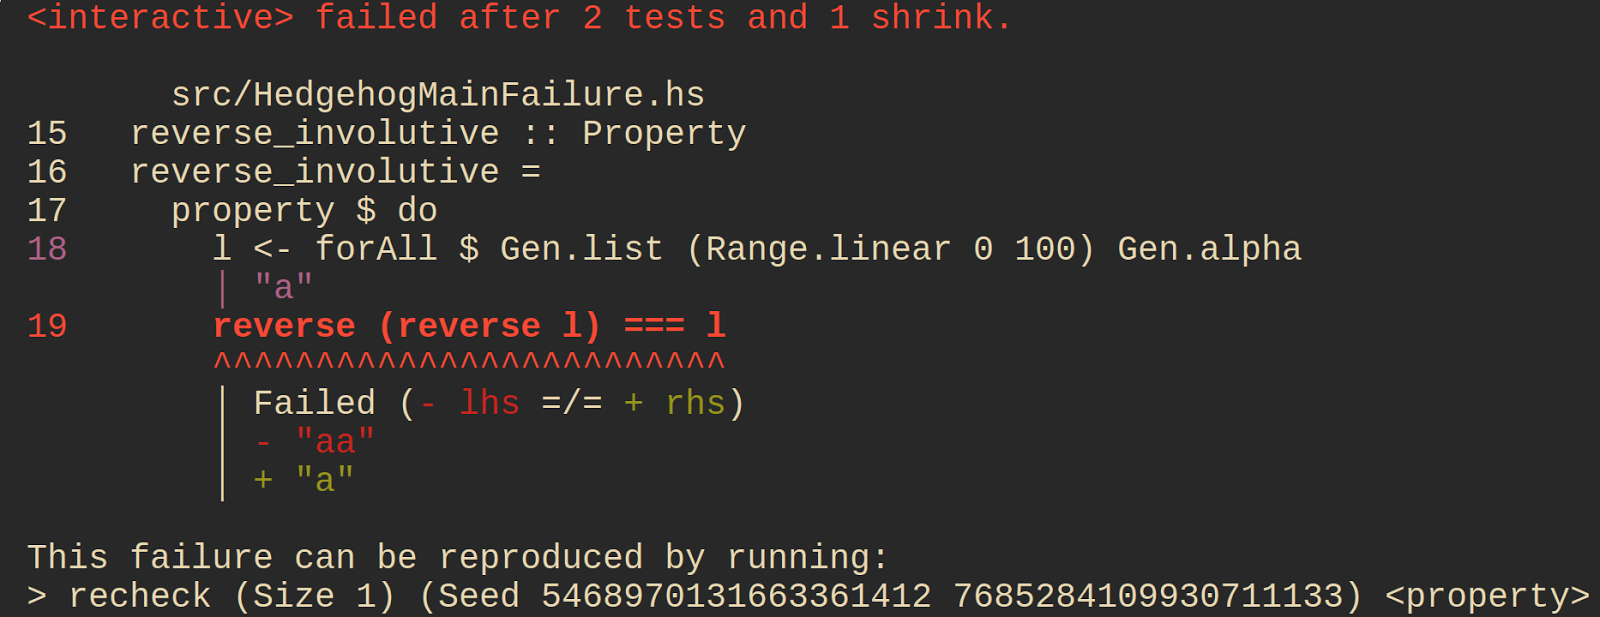 <interactive> failed after 2 tests and 1 shrink.
src/HedgehogMainFailure.hs
15 reverse_involutive :: Property
16 reverse_involutive =
17 property $ do
18 l <- forAll $ Gen.list (Range.linear 0 100) Gen.alpha
| "a"
19 reverse (reverse l) === l
^^^^^^^^^^^^^^^^^^^^^^^^^
| Failed (- lhs =/= + rhs)
| - "aa"
| + "a"
This failure can be reproduced by running:
> recheck (Size 1) (Seed 5468970131663361412 7685284109930711133) <property>